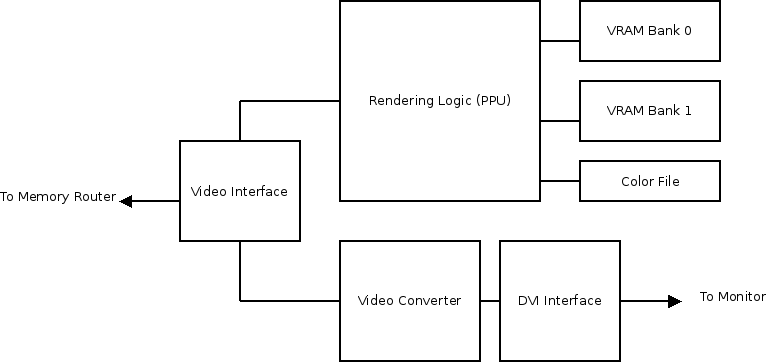 VRAM Bank 0
Rendering Logic (PPU)
VRAM Bank 1
Color File
Video Interface
To Memory Router
Video Converter
DVI Interface
To Monitor